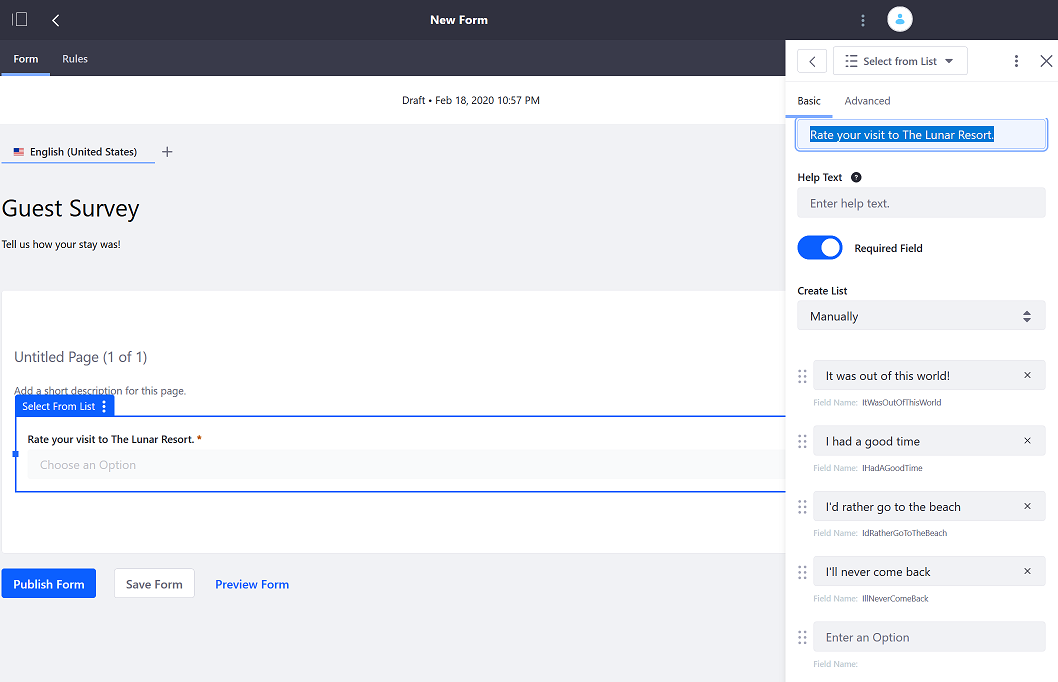 New Form
Form
Rules
Draft • Feb 18, 2020 10:57 PM
English (United States)
Guest Survey
Tell us how your stay was!
Untitled Page (1 of 1)
Add a short description for this page.
Select From List
Rate your visit to The Lunar Resort. *
Choose an Option
Publish Form
Save Form
Preview Form
Select from List
Basic
Advanced
Rate your visit to The Lunar Resort.
Help Text ?
Enter help text.
Required Field
Create List
Manually
It was out of this world!
Field Name: ItWasOutOfThisWorld
I had a good time
Field Name: IHadAGoodTime
I'd rather go to the beach
Field Name: IdRatherGoToTheBeach
I'll never come back
Field Name: IllNeverComeBack
Enter an Option
Field Name: